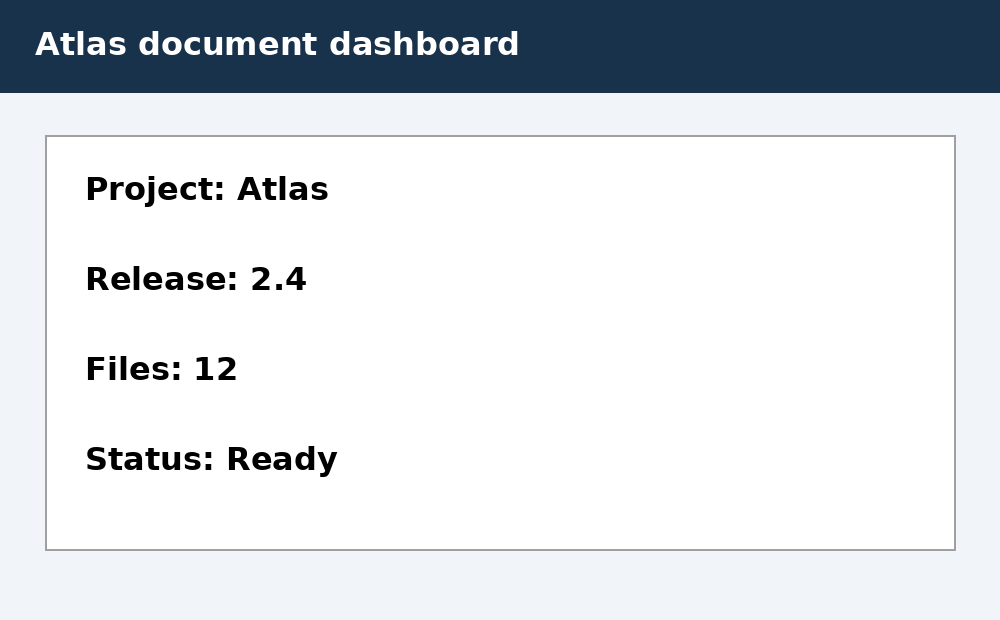 Atlas document dashboard
Project: Atlas
Release: 2.4
Files: 12
Status: Ready